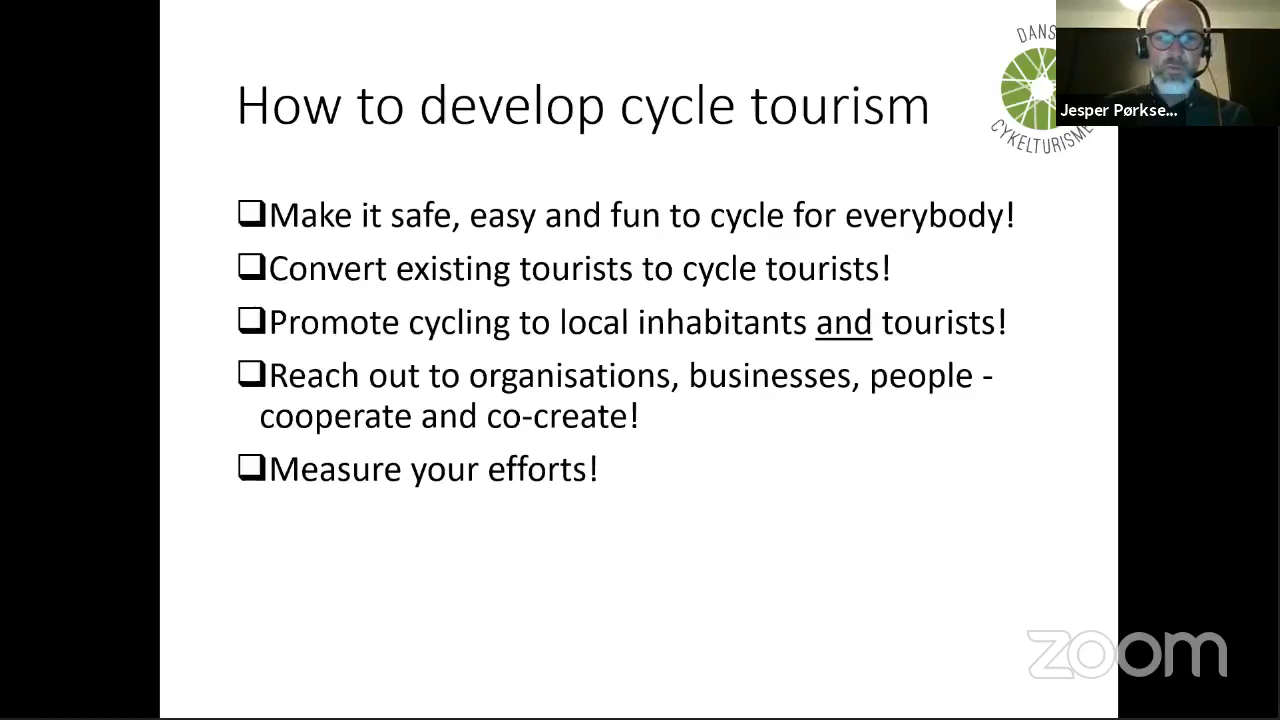 How to develop cycle tourism
DANS
CYKELTURISME
Jesper Pørkse...
❑Make it safe, easy and fun to cycle for everybody!
❑Convert existing tourists to cycle tourists!
❑Promote cycling to local inhabitants and tourists!
❑Reach out to organisations, businesses, people -
cooperate and co-create!
❑Measure your efforts!
zoom